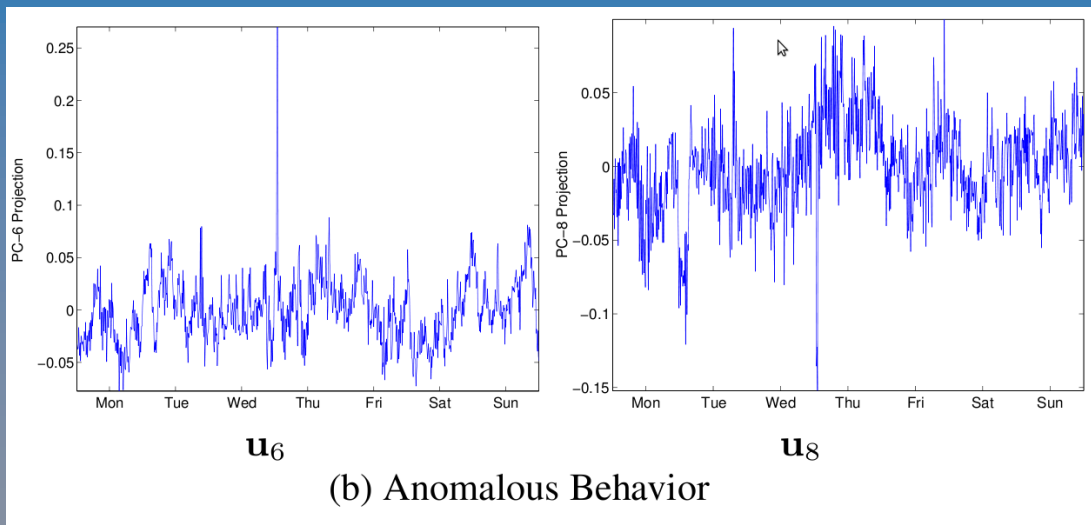 0.25
0.2
0.15
0.1
0.05
0
−0.05
PC−6 Projection
Mon Tue Wed Thu Fri Sat Sun
u6
0.05
0
−0.05
−0.1
−0.15
PC−8 Projection
Mon Tue Wed Thu Fri Sat Sun
u8
(b) Anomalous Behavior